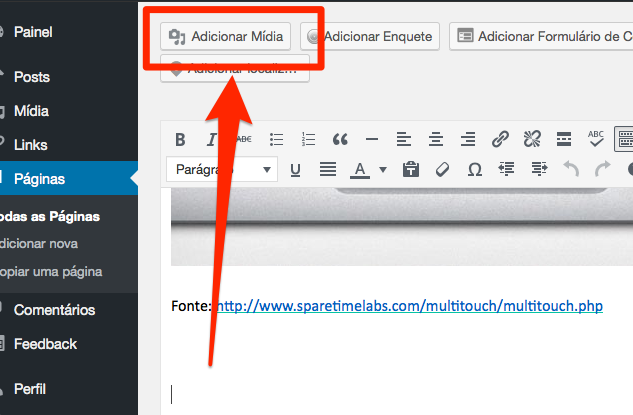 Painel
Posts
Mídia
Links
Páginas
odas as Páginas
dicionar nova
opiar uma página
Comentários
Feedback
Perfil
Adicionar Mídia
Adicionar Enquete
Adicionar Formulário de C
Adicionar localiz…
B I ABC
ABC
Parágrafo U A Ω
Fonte: http://www.sparetimelabs.com/multitouch/multitouch.php